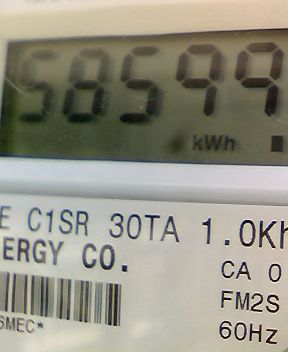 58599
kWh
E C1SR 30TA 1.0Kh
ERGY CO.
CA 0
FM2S
60Hz